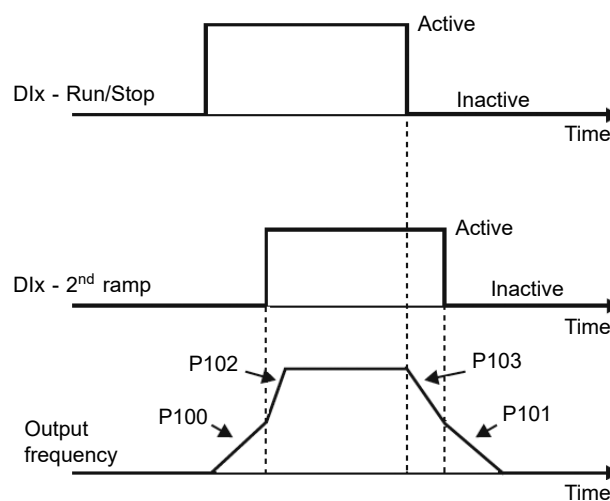 Active
DIx - Run/Stop
Inactive
Time
Active
DIx - 2nd ramp
Inactive
Time
P102
P103
P100
P101
Output
frequency
Time